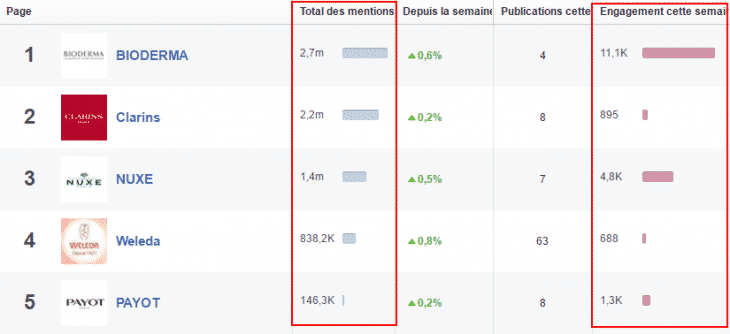 Page Total des mentions Depuis la semaine Publications cette Engagement cette semai
1 BIODERMA BIODERMA 2,7m 0,6% 4 11,1K
2 CLARINS Clarins 2,2m 0,2% 8 895
3 NUXE NUXE 1,4m 0,5% 7 4,8K
4 WELEDA Weleda 838,2K 0,8% 63 688
5 PAYOT PAYOT 146,3K 0,2% 8 1,3K